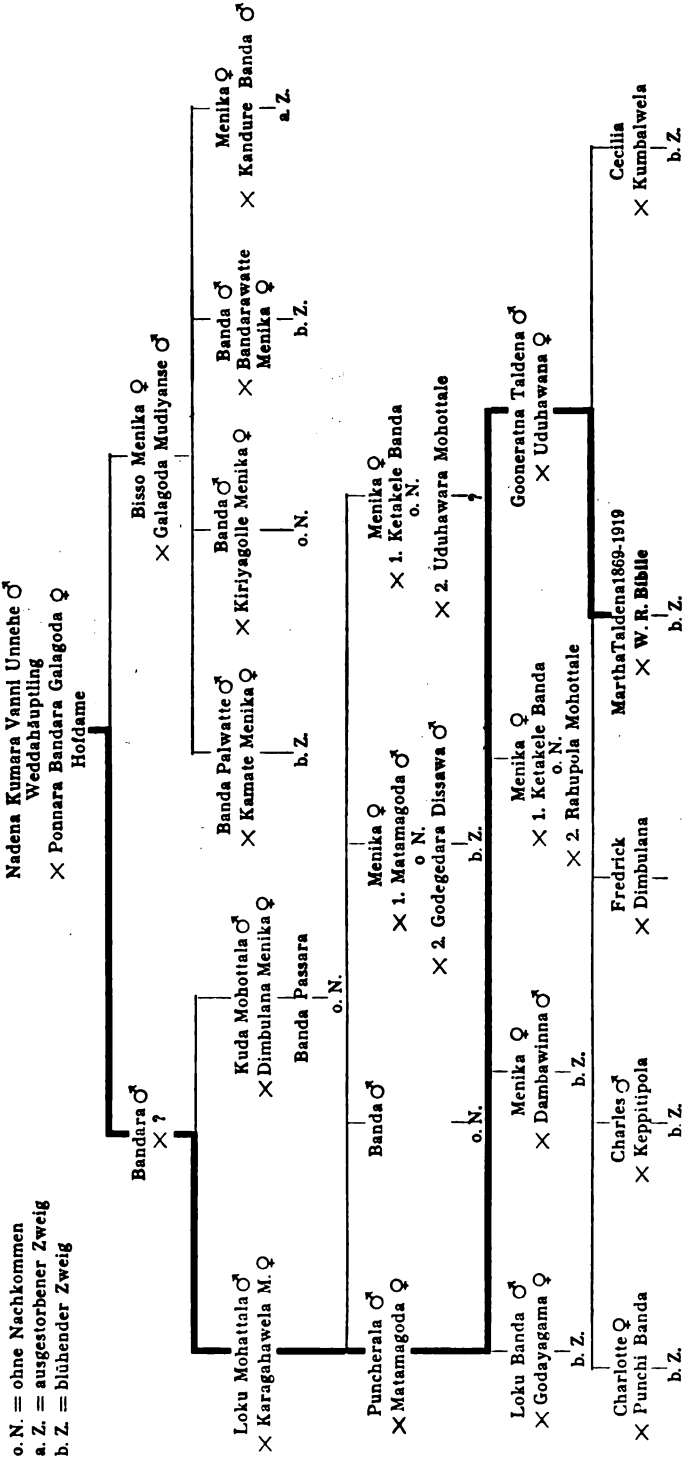 o. N. = ohne Nachkommen
a. Z. = ausgestorbener Zweig
b. Z. = blühender Zweig
Nadena Kumara Vanni Unnehe ♂
Weddahäuptling
× Ponnara Bandara Galagoda ♀
Hofdame
Bandara ♂
× ?
Bisso Menika ♀
× Galagoda Mudiyanse ♂
Loku Mohattala ♂
× Karagahawela M. ♀
Kuda Mohottala ♂
× Dimbulana Menika ♀
Banda Passara
o. N.
Banda Palwatte ♂
× Kamate Menika ♀
b. Z.
Banda ♂
× Kiriyagolle Menika ♀
o. N.
Banda ♂
× Bandarawatte
Menika ♀
b. Z.
Menika ♀
× Kandure Banda ♂
a. Z.
Puncherala ♂
× Matamagoda ♀
Banda ♂
o. N.
Menika ♀
× 1. Matamagoda ♂
o N.
× 2. Godegedara Dissawa ♂
b. Z.
Menika ♀
× 1. Ketakele Banda
o. N.
× 2. Uduhawara Mohottale
?
Loku Banda ♂
× Godayagama ♀
b. Z.
Menika ♀
× Dambawinna ♂
b. Z.
Menika ♀
× 1. Ketakele Banda
o. N.
× 2. Rahupola Mohottale
Gooneratna Taldena ♂
× Uduhawana ♀
Charlotte ♀
× Punchi Banda
b. Z.
Charles ♂
× Keppitipola
b. Z.
Fredrick
× Dimbulana
Martha Taldena 1869-1919
× W. R. Bibile
b. Z.
Cecilia
× Kumbalwela
b. Z.